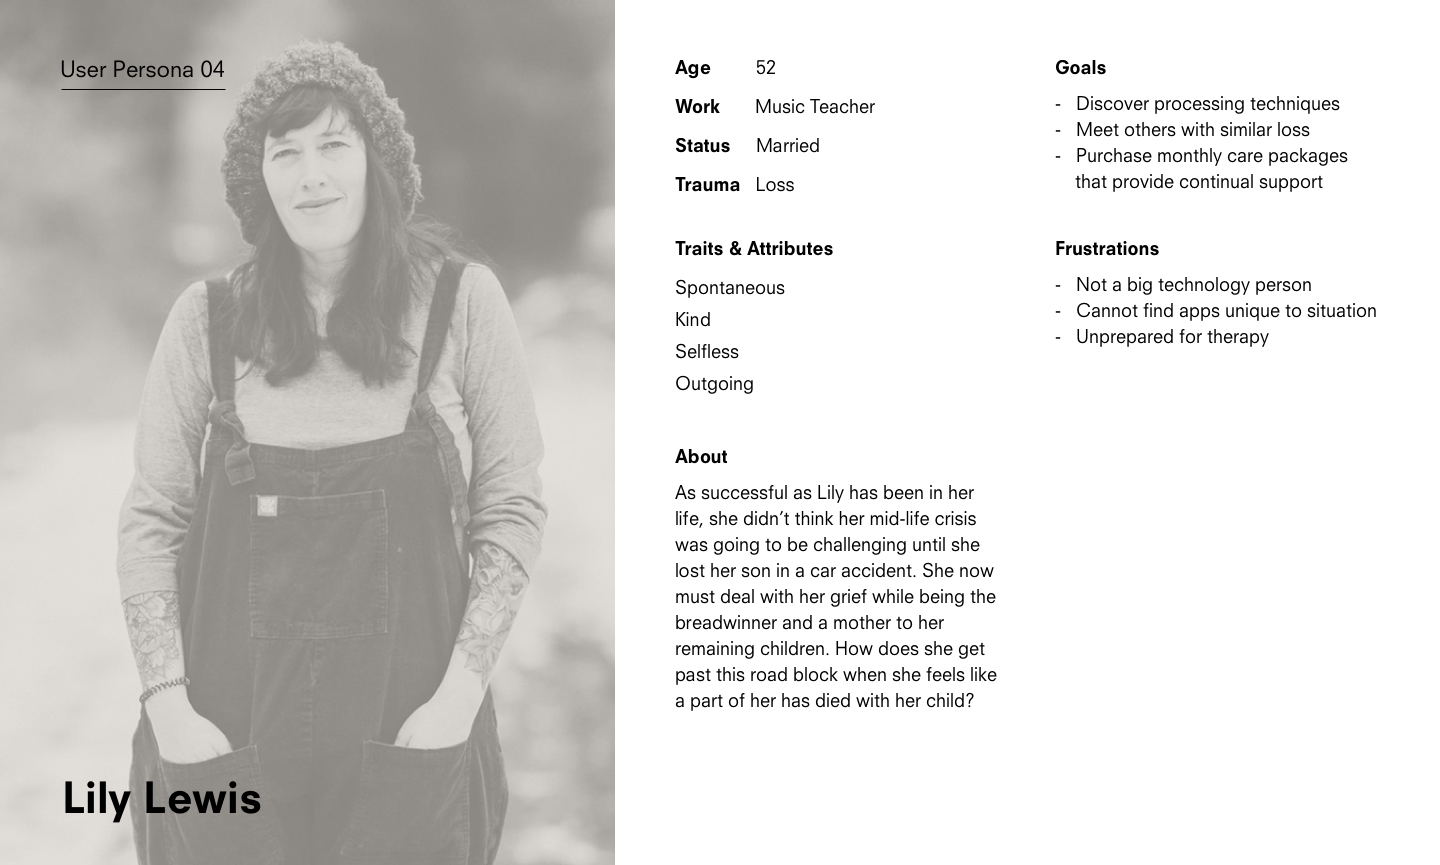 User Persona 04
Lily Lewis
Age 52
Work Music Teacher
Status Married
Trauma Loss
Traits & Attributes
Spontaneous
Kind
Selfless
Outgoing
About
As successful as Lily has been in her
life, she didn’t think her mid-life crisis
was going to be challenging until she
lost her son in a car accident. She now
must deal with her grief while being the
breadwinner and a mother to her
remaining children. How does she get
past this road block when she feels like
a part of her has died with her child?
Goals
- Discover processing techniques
- Meet others with similar loss
- Purchase monthly care packages
that provide continual support
Frustrations
- Not a big technology person
- Cannot find apps unique to situation
- Unprepared for therapy